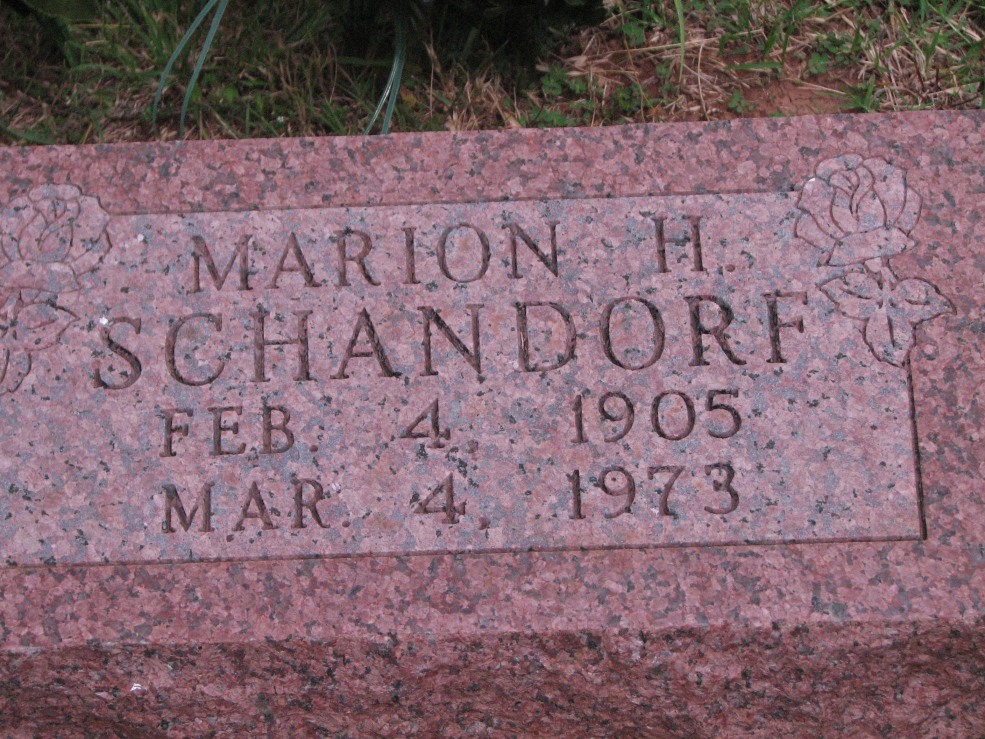 MARION H.
SCHANDORF
FEB. 4, 1905
MAR. 4, 1973